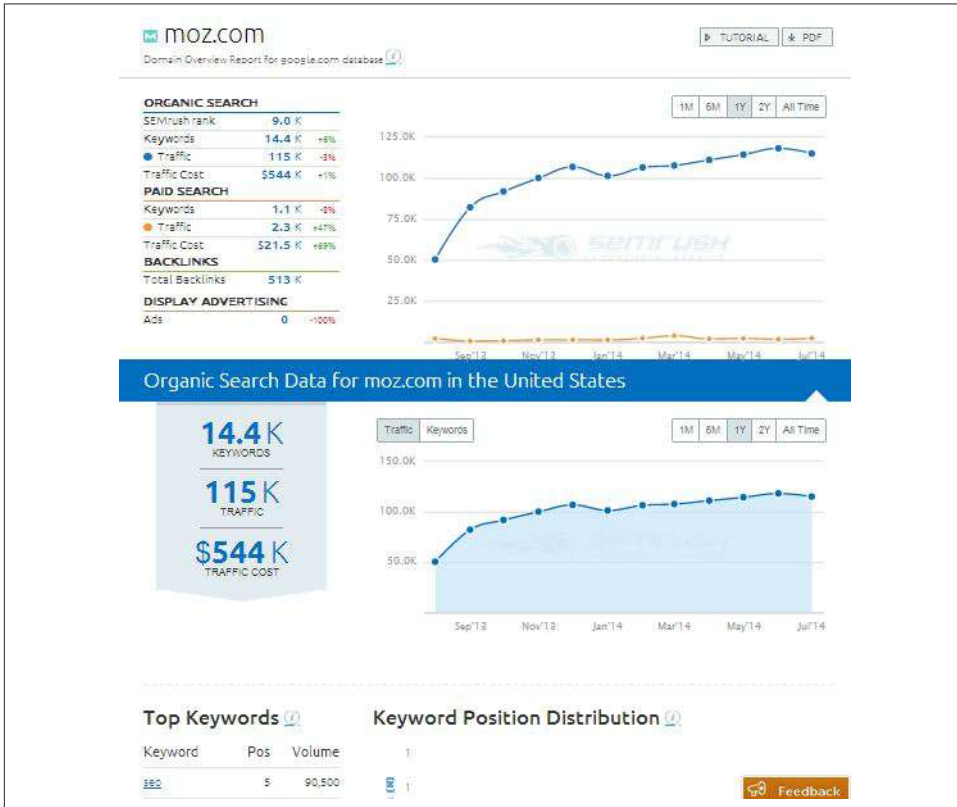 moz.com
TUTORIAL PDF
Domain Overview Report for google.com database i
ORGANIC SEARCH
SEMrush rank 9.0 K
Keywords 14.4 K +6%
Traffic 115 K -3%
Traffic Cost $544 K +1%
PAID SEARCH
Keywords 1.1 K
Traffic 2.3 K +47%
Traffic Cost $21.5 K +69%
BACKLINKS
Total Backlinks 513 K
DISPLAY ADVERTISING
Ads 0 -100%
1M 6M 1Y 2Y All Time
125.0K
100.0K
75.0K
50.0K
25.0K
semrush
Sep'13 Nov'13 Jan'14 Mar'14 May'14 Jul'14
Organic Search Data for moz.com in the United States
14.4 K
KEYWORDS
115 K
TRAFFIC
$544 K
TRAFFIC COST
Traffic Keywords
1M 6M 1Y 2Y All Time
150.0K
100.0K
50.0K
Sep'13 Nov'13 Jan'14 Mar'14 May'14 Jul'14
Top Keywords i
Keyword Pos Volume
seo 5 90,500
Keyword Position Distribution i
1
1
Feedback